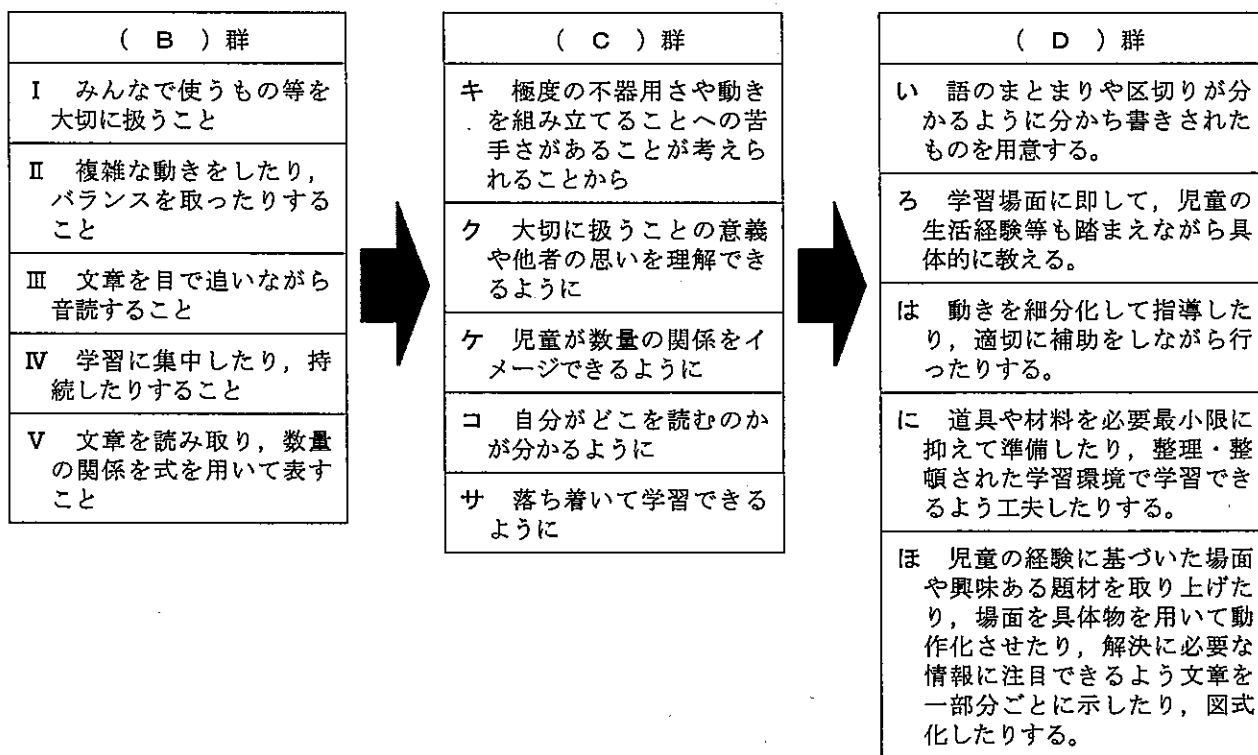 ( B )群
Ⅰ みんなで使うもの等を
大切に扱うこと
Ⅱ 複雑な動きをしたり,
バランスを取ったりする
こと
Ⅲ 文章を目で追いながら
音読すること
Ⅳ 学習に集中したり,持
続したりすること
Ⅴ 文章を読み取り,数量
の関係を式を用いて表す
こと
( C )群
キ 極度の不器用さや動き
を組み立てることへの苦
手さがあることが考えら
れることから
ク 大切に扱うことの意義
や他者の思いを理解でき
るように
ケ 児童が数量の関係をイ
メージできるように
コ 自分がどこを読むのか
が分かるように
サ 落ち着いて学習できる
ように
( D )群
い 語のまとまりや区切りが分
かるように分かち書きされた
ものを用意する。
ろ 学習場面に即して,児童の
生活経験等も踏まえながら具
体的に教える。
は 動きを細分化して指導した
り,適切に補助をしながら行
ったりする。
に 道具や材料を必要最小限に
抑えて準備したり,整理・整
頓された学習環境で学習でき
るよう工夫したりする。
ほ 児童の経験に基づいた場面
や興味ある題材を取り上げた
り,場面を具体物を用いて動
作化させたり,解決に必要な
情報に注目できるよう文章を
一部分ごとに示したり,図式
化したりする。